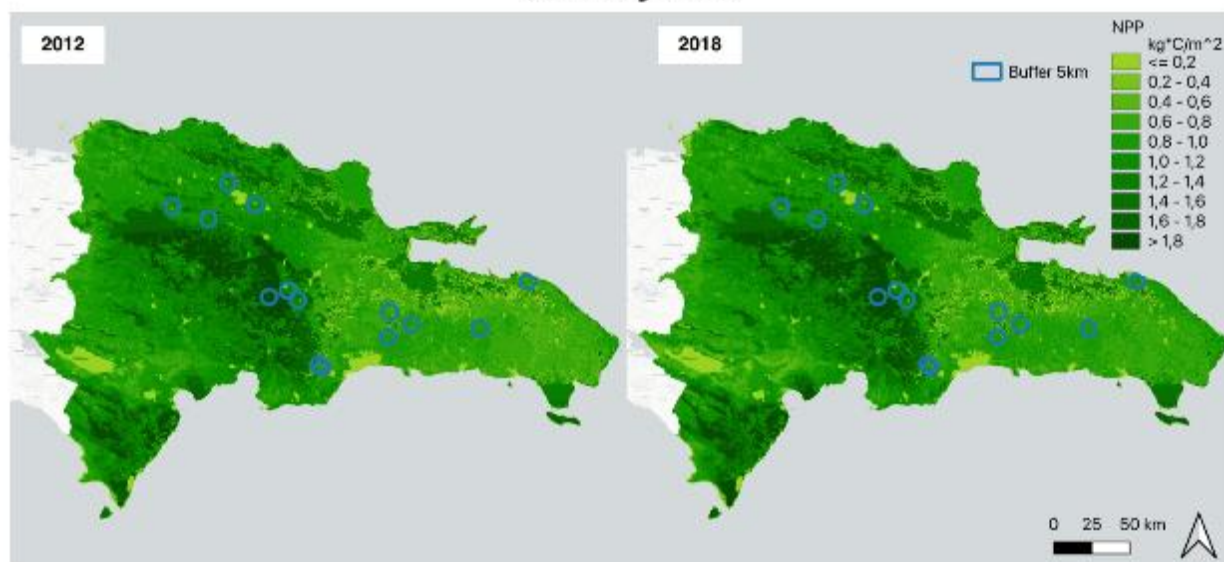 2012
2018
NPP
kg*C/m^2
Buffer 5km
<= 0,2
0,2 - 0,4
0,4 - 0,6
0,6 - 0,8
0,8 - 1,0
1,0 - 1,2
1,2 - 1,4
1,4 - 1,6
1,6 - 1,8
> 1,8
0 25 50 km